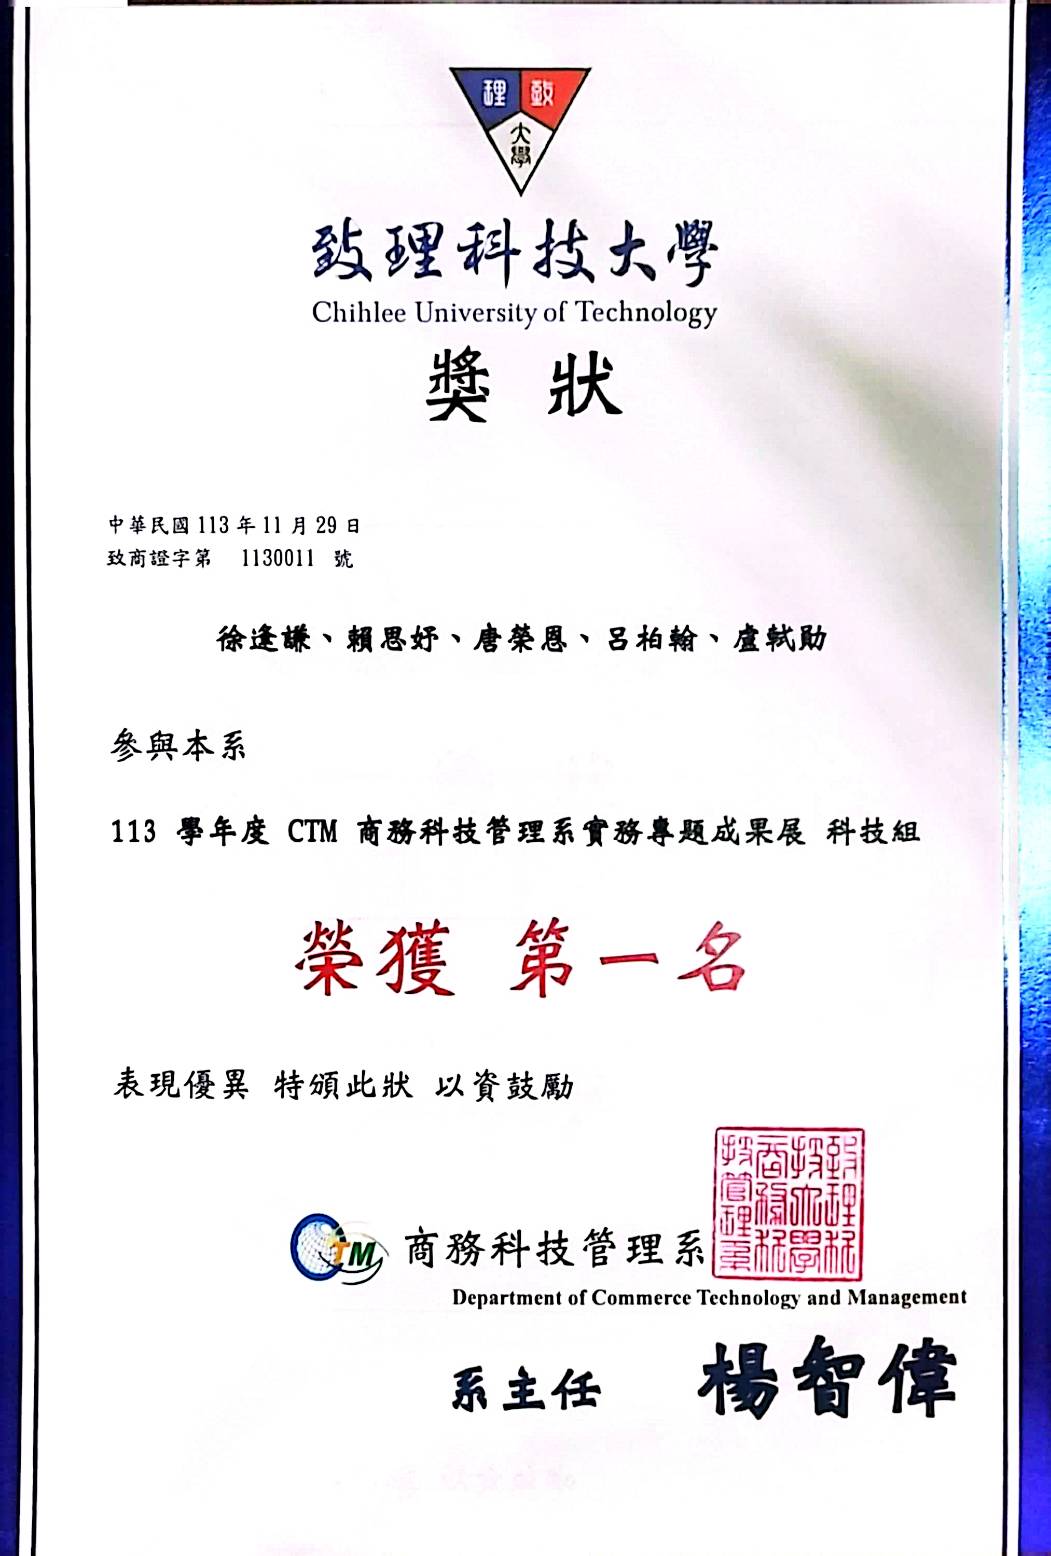 致理大學
致理科技大學
Chihlee University of Technology
獎狀
中華民國 113 年 11 月 29 日
致商證字第 1130011 號
徐逢謙、賴思妤、唐榮恩、呂柏翰、盧軾勛
參與本系
113 學年度 CTM 商務科技管理系實務專題成果展 科技組
榮獲 第一名
表現優異 特頒此狀 以資鼓勵
CTM 商務科技管理系
致理科技大學商務科技管理系
Department of Commerce Technology and Management
系主任 楊智偉